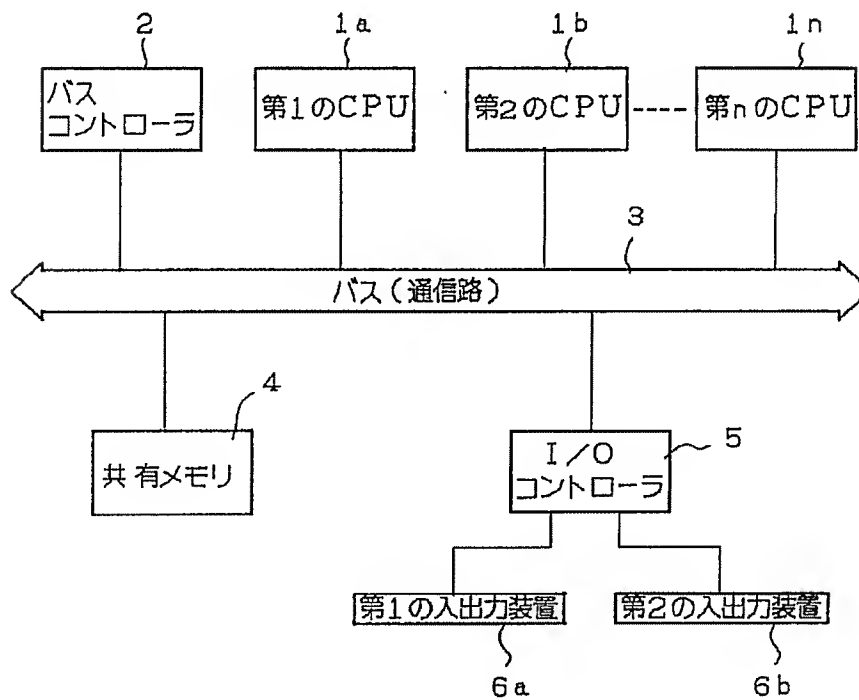 2
1a
1b
1n
バス
コントローラ
第1のCPU
第2のCPU
第nのCPU
3
バス(通信路)
4
共有メモリ
I/O
コントローラ
5
第1の入出力装置
第2の入出力装置
6a
6b